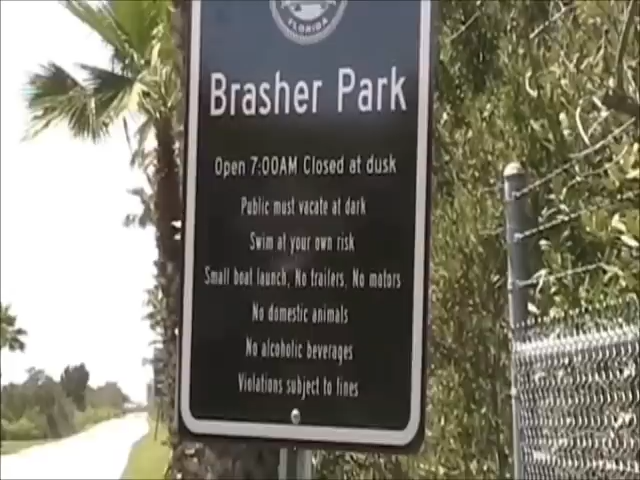 FLORIDA
Brasher Park
Open 7:00AM Closed at dusk
Public must vacate at dark
Swim at your own risk
Small boat launch, No trailers, No motors
No domestic animals
No alcoholic beverages
Violations subject to fines